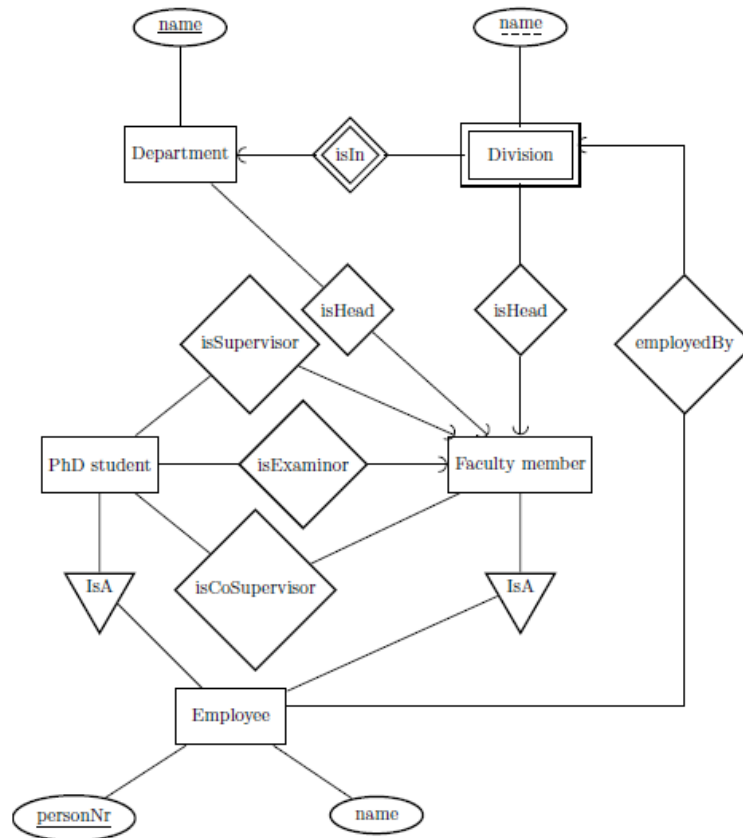 name
name
Department
isIn
Division
isHead
isHead
isSupervisor
employedBy
PhD student
isExaminor
Faculty member
IsA
isCoSupervisor
IsA
Employee
personNr
name